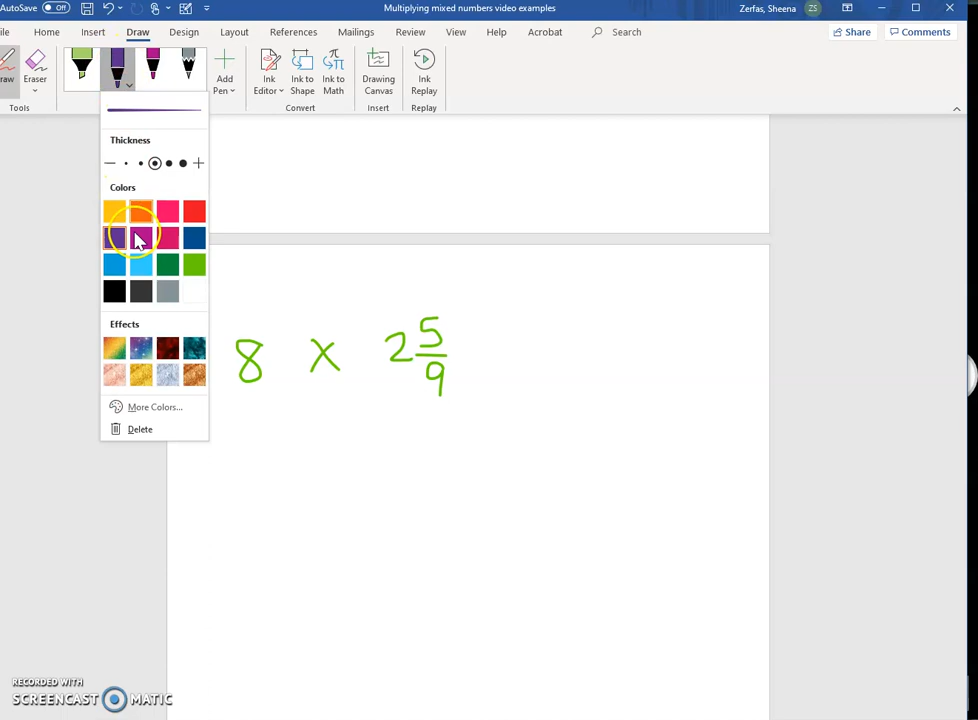 AutoSave Off Multiplying mixed numbers video examples Zerfas, Sheena ZS
le Home Insert Draw Design Layout References Mailings Review View Help Acrobat Search Share Comments
raw Eraser Add Pen Ink Editor Ink to Shape Ink to Math Drawing Canvas Ink Replay
Tools Convert Insert Replay
Thickness
Colors
Effects
More Colors...
Delete
8 x 2 5/9
RECORDED WITH
SCREENCAST MATIC